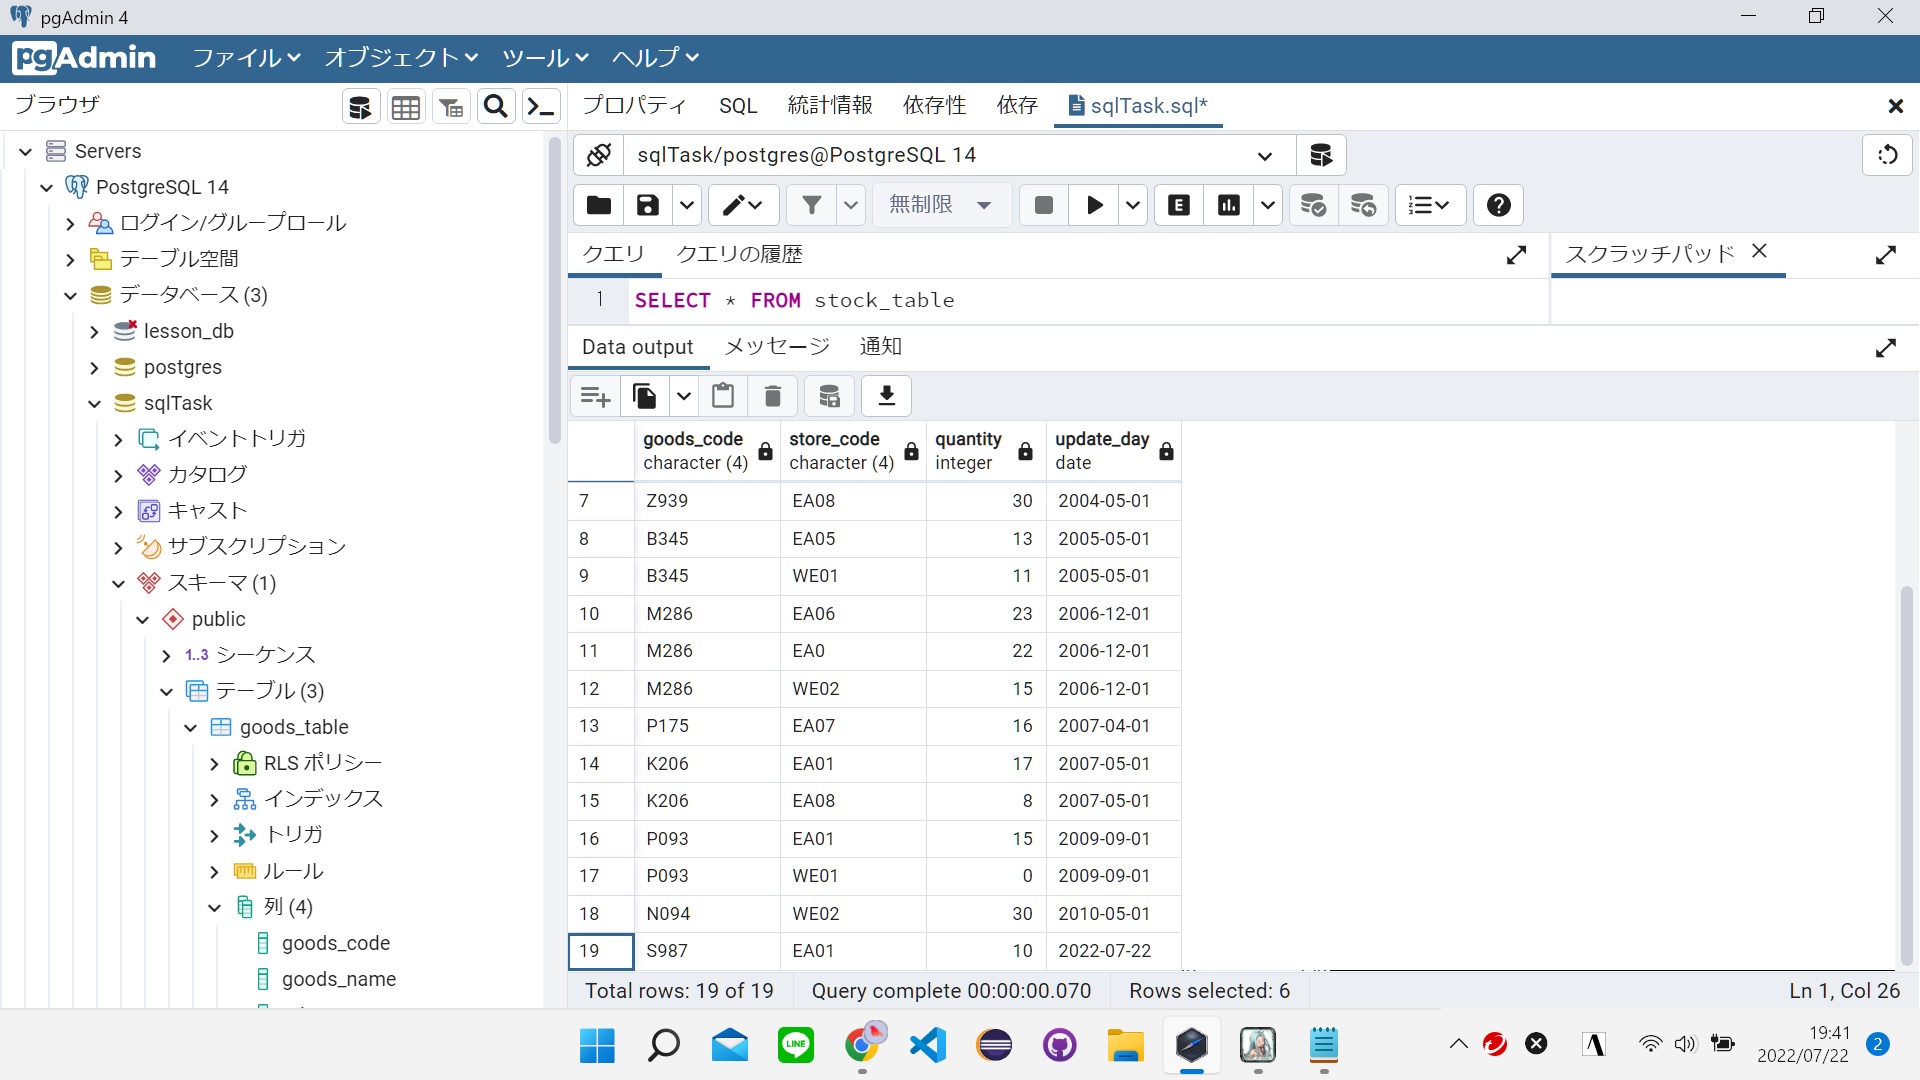 pgAdmin 4
pgAdmin ファイル オブジェクト ツール ヘルプ
ブラウザ
プロパティ SQL 統計情報 依存性 依存 sqlTask.sql*
Servers
PostgreSQL 14
ログイン/グループロール
テーブル空間
データベース (3)
lesson_db
postgres
sqlTask
イベントトリガ
カタログ
キャスト
サブスクリプション
スキーマ (1)
public
1..3 シーケンス
テーブル (3)
goods_table
RLS ポリシー
インデックス
トリガ
ルール
列 (4)
goods_code
goods_name
sqlTask/postgres@PostgreSQL 14
無制限
クエリ クエリの履歴
スクラッチパッド
1 SELECT * FROM stock_table
Data output メッセージ 通知
goods_code character (4) store_code character (4) quantity integer update_day date
7 Z939 EA08 30 2004-05-01
8 B345 EA05 13 2005-05-01
9 B345 WE01 11 2005-05-01
10 M286 EA06 23 2006-12-01
11 M286 EA0 22 2006-12-01
12 M286 WE02 15 2006-12-01
13 P175 EA07 16 2007-04-01
14 K206 EA01 17 2007-05-01
15 K206 EA08 8 2007-05-01
16 P093 EA01 15 2009-09-01
17 P093 WE01 0 2009-09-01
18 N094 WE02 30 2010-05-01
19 S987 EA01 10 2022-07-22
Total rows: 19 of 19 Query complete 00:00:00.070 Rows selected: 6 Ln 1, Col 26
LINE
19:41
2022/07/22
2